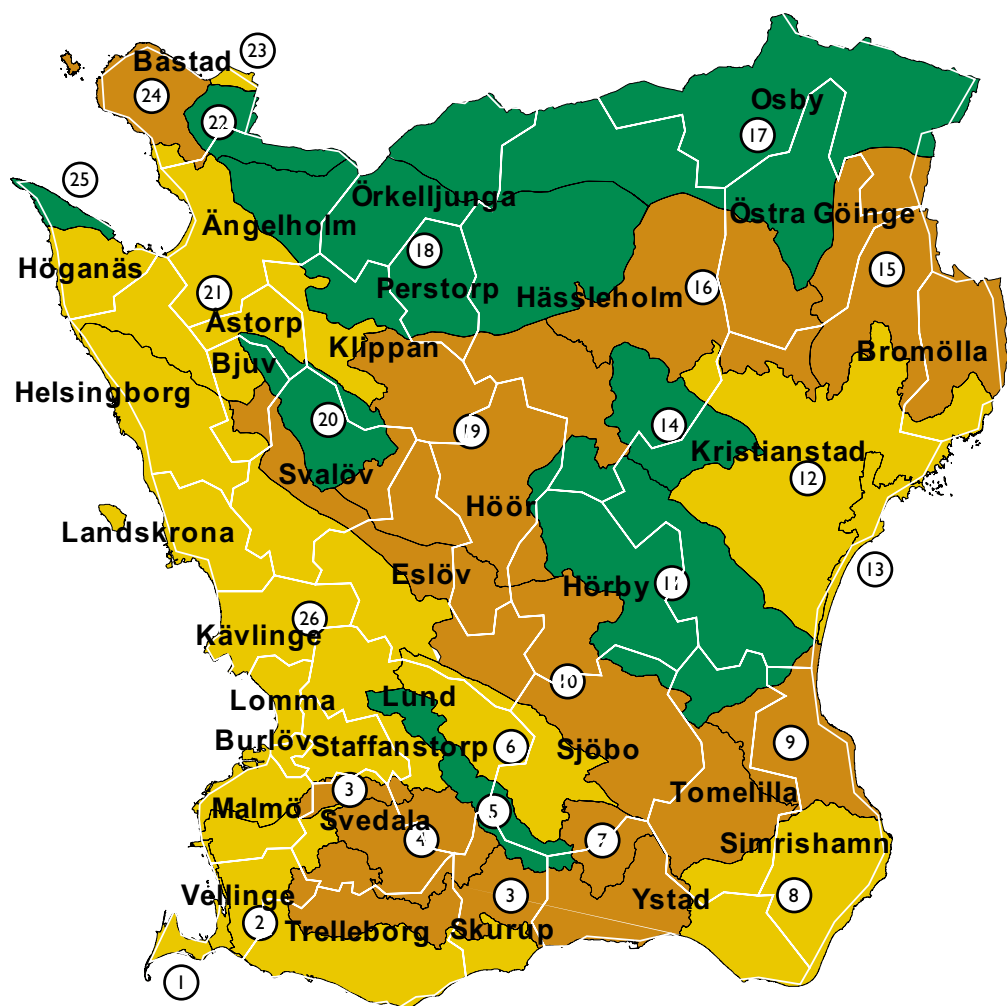 23
Båstad
24
Osby
22
17
25
Örkelljunga
Ängelholm
Östra Göinge
18
Höganäs
15
Perstorp
Hässleholm
16
21
Åstorp
Klippan
Bromölla
Bjuv
Helsingborg
20
14
19
Kristianstad
Svalöv
12
Höör
Landskrona
13
Eslöv
Hörby
11
26
Kävlinge
10
Lund
Lomma
Burlöv
Staffanstorp
6
Sjöbo
9
3
Tomelilla
Malmö
5
Svedala
4
7
Simrishamn
Vellinge
3
8
Ystad
2
Trelleborg
Skurup
1